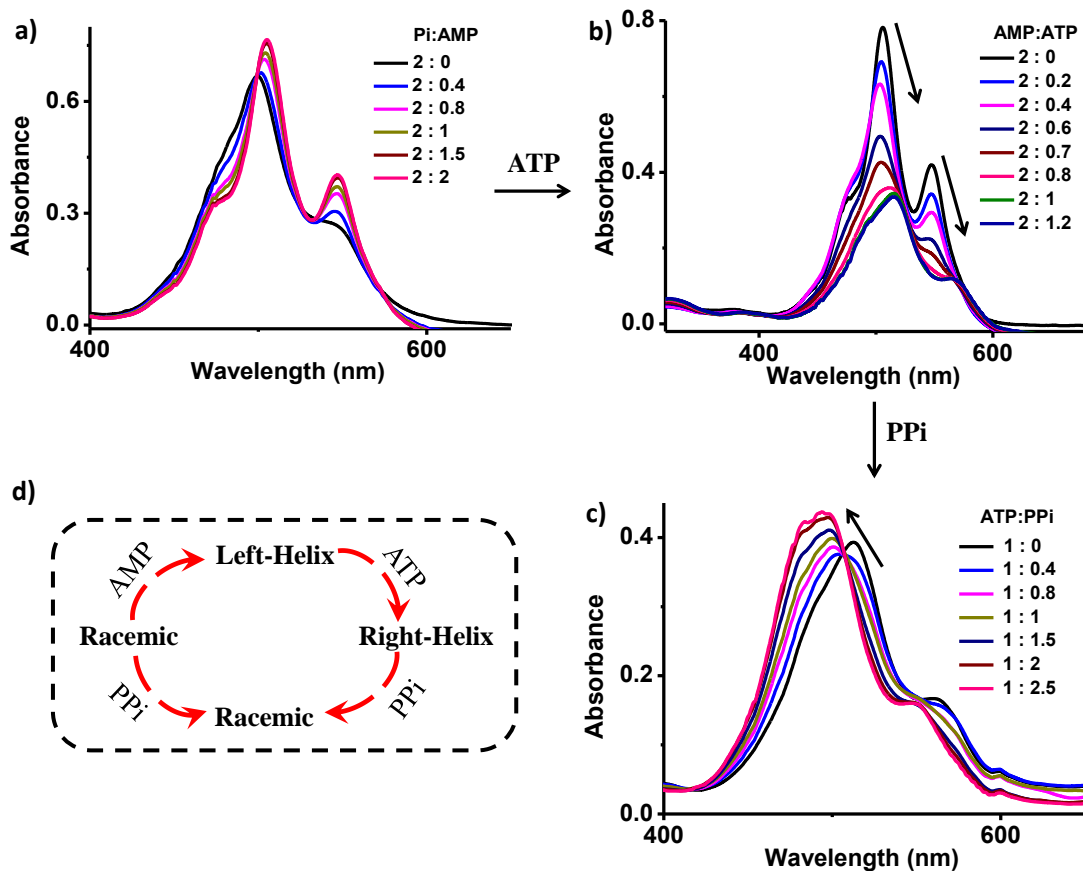 a)
Pi:AMP
2 : 0
2 : 0.4
2 : 0.8
2 : 1
2 : 1.5
2 : 2
0.6
0.3
0.0
400
600
Absorbance
Wavelength (nm)
ATP
b)
AMP:ATP
2 : 0
2 : 0.2
2 : 0.4
2 : 0.6
2 : 0.7
2 : 0.8
2 : 1
2 : 1.2
0.8
0.4
0.0
400
600
Absorbance
Wavelength (nm)
PPi
c)
ATP:PPi
1 : 0
1 : 0.4
1 : 0.8
1 : 1
1 : 1.5
1 : 2
1 : 2.5
0.4
0.2
0.0
400
600
Absorbance
Wavelength (nm)
d)
Left-Helix
AMP
ATP
Racemic
Right-Helix
PPi
PPi
Racemic